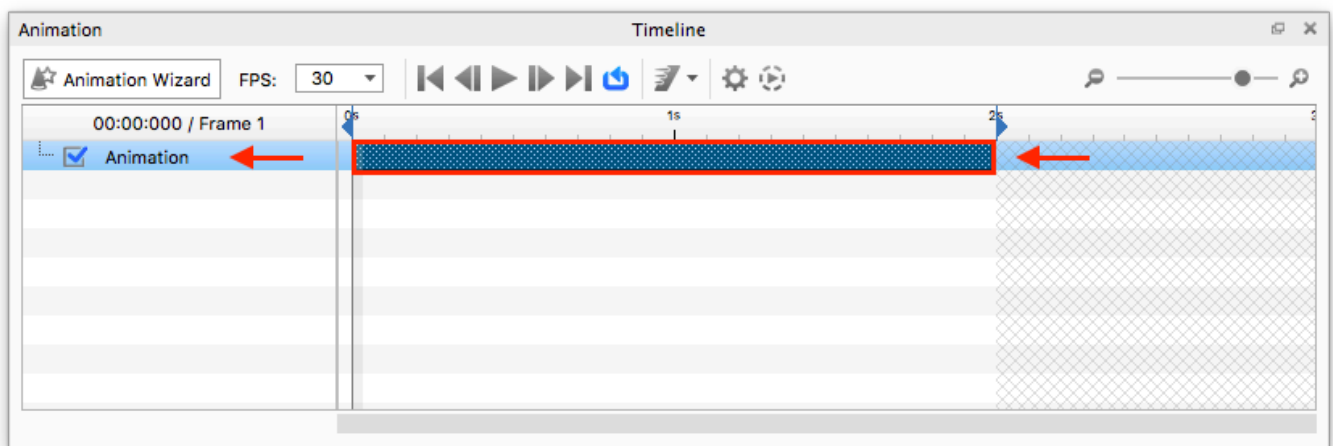 Animation Timeline
Animation Wizard FPS: 30
00:00:000 / Frame 1 0s 1s 2s 3
Animation